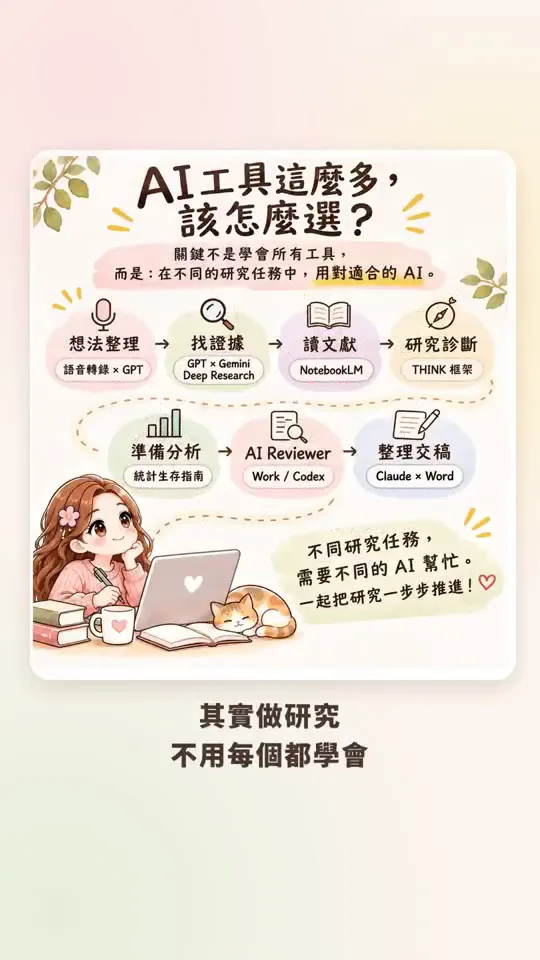 AI工具這麼多，
該怎麼選？
關鍵不是學會所有工具，
而是：在不同的研究任務中，用對適合的 AI。
想法整理 → 找證據 → 讀文獻 → 研究診斷
語音轉錄 × GPT
GPT × Gemini
Deep Research
NotebookLM
THINK 框架
準備分析 → AI Reviewer → 整理交稿
統計生存指南
Work / Codex
Claude × Word
不同研究任務，
需要不同的 AI 幫忙。
一起把研究一步步推進！
其實做研究
不用每個都學會